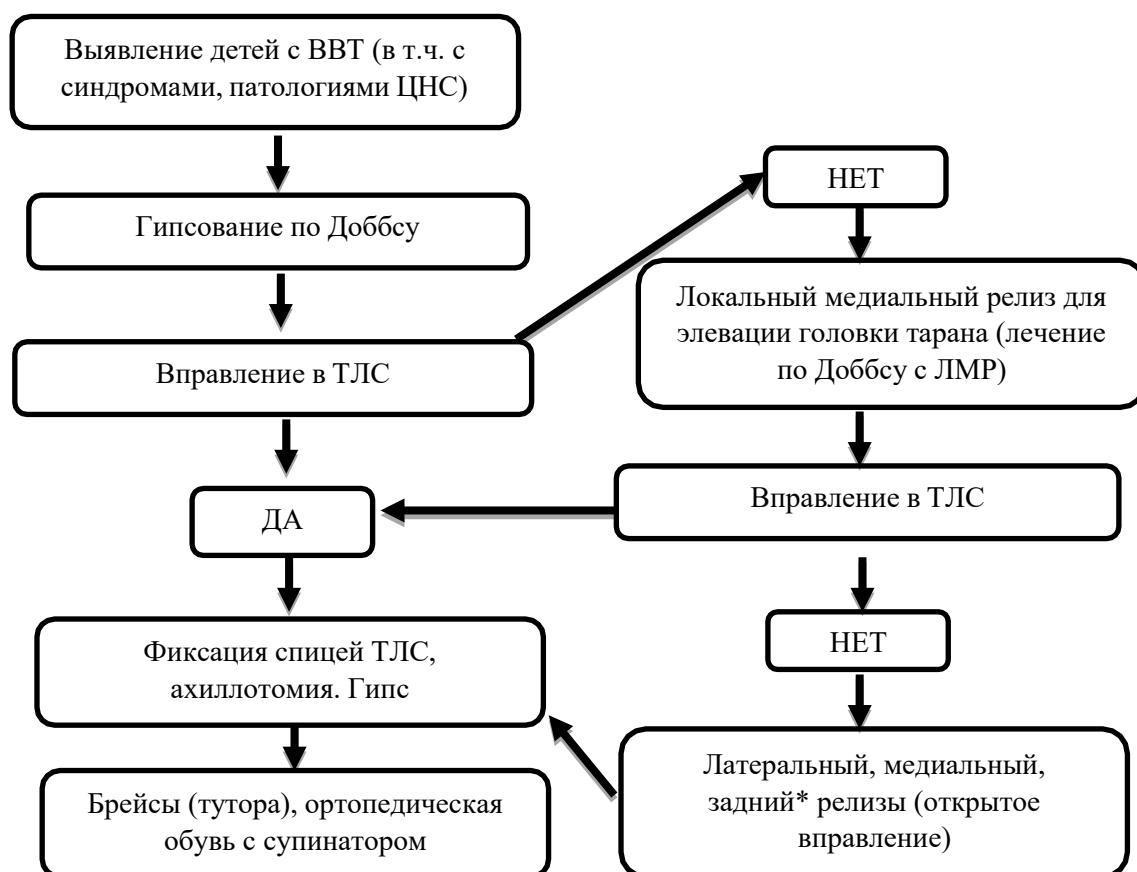 Выявление детей с ВВТ (в т.ч. с
синдромами, патологиями ЦНС)
Гипсование по Доббсу
Вправление в ТЛС
ДА
Фиксация спицей ТЛС,
ахиллотомия. Гипс
Брейсы (тутора), ортопедическая
обувь с супинатором
НЕТ
Локальный медиальный релиз для
элевации головки тарана (лечение
по Доббсу с ЛМР)
Вправление в ТЛС
НЕТ
Латеральный, медиальный,
задний* релизы (открытое
вправление)